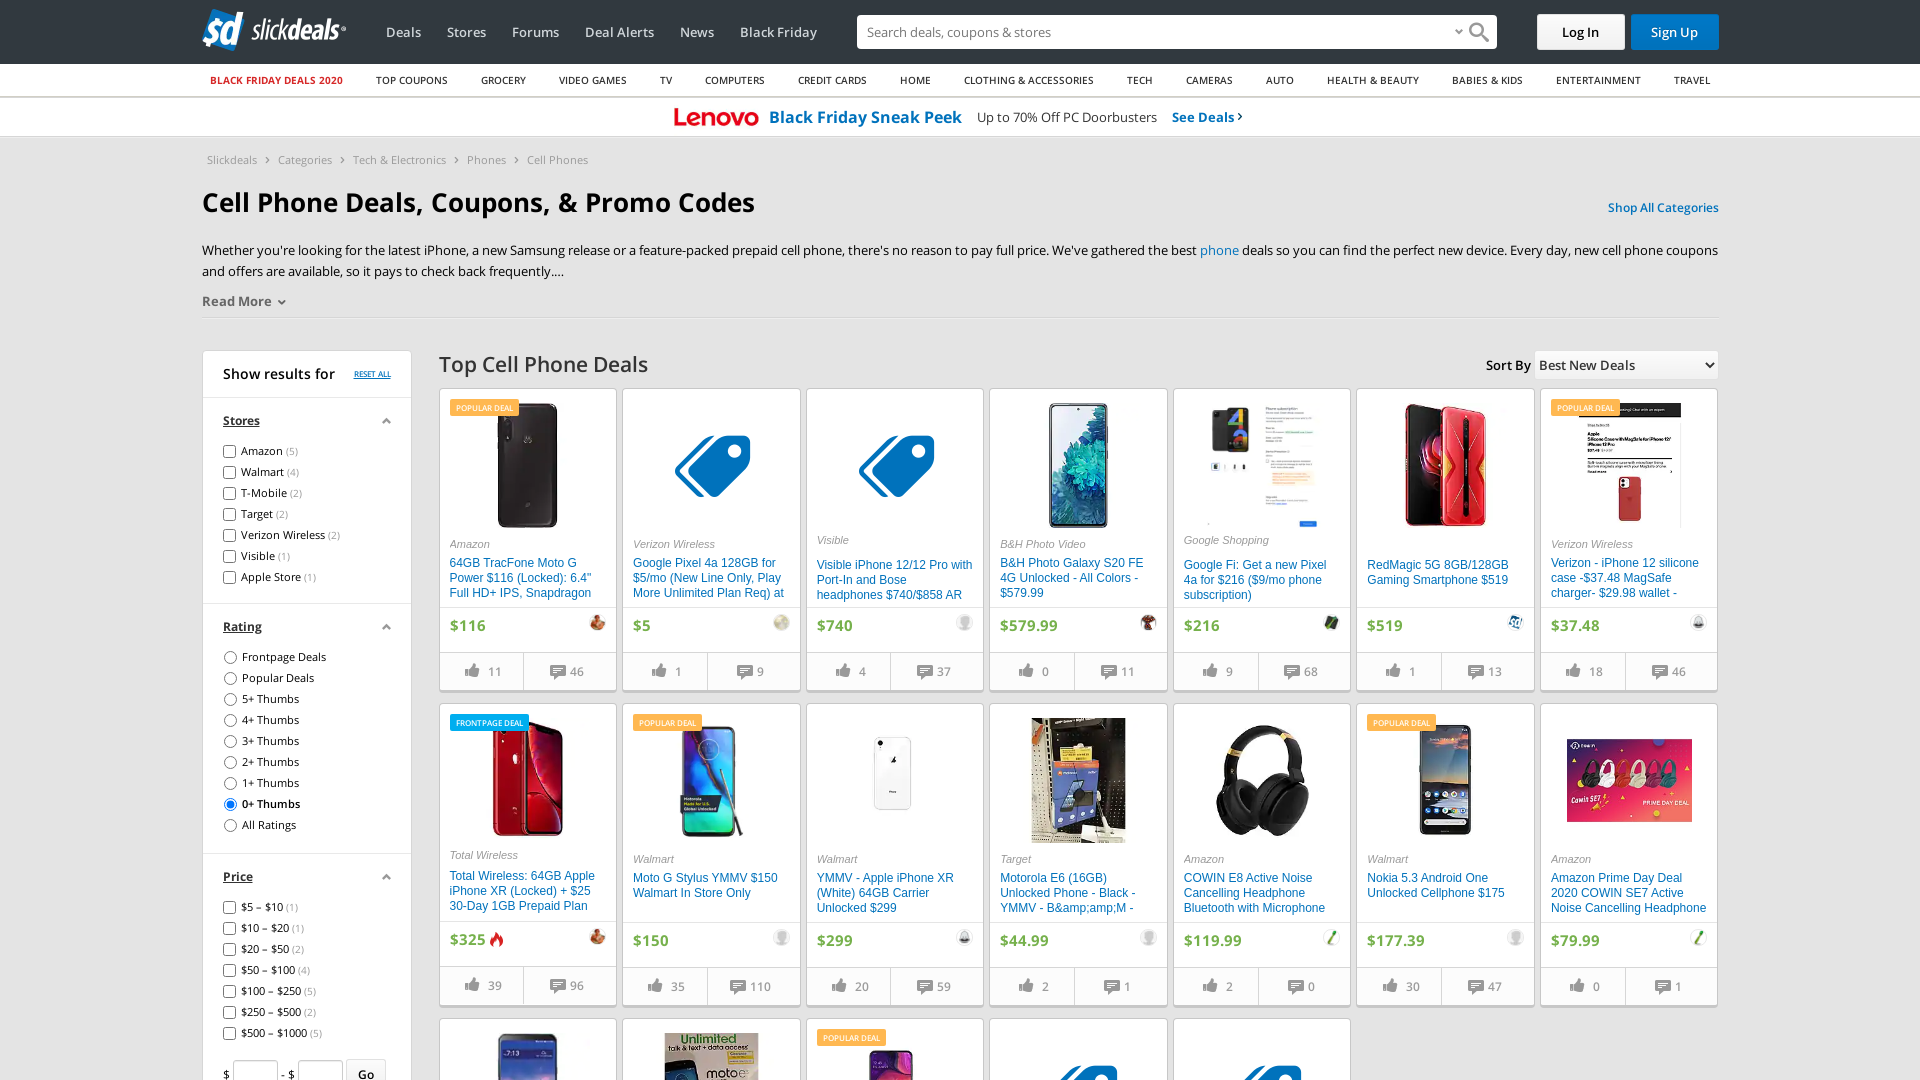 slickdeals
Deals Stores Forums Deal Alerts News Black Friday
Search deals, coupons & stores
Log In Sign Up
BLACK FRIDAY DEALS 2020 TOP COUPONS GROCERY VIDEO GAMES TV COMPUTERS CREDIT CARDS HOME CLOTHING & ACCESSORIES TECH CAMERAS AUTO HEALTH & BEAUTY BABIES & KIDS ENTERTAINMENT TRAVEL
Lenovo Black Friday Sneak Peek Up to 70% Off PC Doorbusters See Deals
Slickdeals Categories Tech & Electronics Phones Cell Phones
Cell Phone Deals, Coupons, & Promo Codes
Shop All Categories
Whether you're looking for the latest iPhone, a new Samsung release or a feature-packed prepaid cell phone, there's no reason to pay full price. We've gathered the best phone deals so you can find the perfect new device. Every day, new cell phone coupons
and offers are available, so it pays to check back frequently....
Read More
Show results for RESET ALL
Stores
Amazon (5)
Walmart (4)
T-Mobile (2)
Target (2)
Verizon Wireless (2)
Visible (1)
Apple Store (1)
Rating
Frontpage Deals
Popular Deals
5+ Thumbs
4+ Thumbs
3+ Thumbs
2+ Thumbs
1+ Thumbs
0+ Thumbs
All Ratings
Price
$5 – $10 (1)
$10 – $20 (1)
$20 – $50 (2)
$50 – $100 (4)
$100 – $250 (5)
$250 – $500 (2)
$500 – $1000 (5)
$ - $ Go
Top Cell Phone Deals
Sort By Best New Deals
POPULAR DEAL
Amazon
64GB TracFone Moto G
Power $116 (Locked): 6.4"
Full HD+ IPS, Snapdragon
$116
11 46
Verizon Wireless
Google Pixel 4a 128GB for
$5/mo (New Line Only, Play
More Unlimited Plan Req) at
$5
1 9
Visible
Visible iPhone 12/12 Pro with
Port-In and Bose
headphones $740/$858 AR
$740
4 37
B&H Photo Video
B&H Photo Galaxy S20 FE
4G Unlocked - All Colors -
$579.99
$579.99
0 11
Google Shopping
Google Fi: Get a new Pixel
4a for $216 ($9/mo phone
subscription)
$216
9 68
RedMagic 5G 8GB/128GB
Gaming Smartphone $519
$519
1 13
POPULAR DEAL
Verizon Wireless
Verizon - iPhone 12 silicone
case -$37.48 MagSafe
charger- $29.98 wallet -
$37.48
18 46
FRONTPAGE DEAL
Total Wireless
Total Wireless: 64GB Apple
iPhone XR (Locked) + $25
30-Day 1GB Prepaid Plan
$325
39 96
POPULAR DEAL
Walmart
Moto G Stylus YMMV $150
Walmart In Store Only
$150
35 110
Walmart
YMMV - Apple iPhone XR
(White) 64GB Carrier
Unlocked $299
$299
20 59
Target
Motorola E6 (16GB)
Unlocked Phone - Black -
YMMV - B&amp;amp;M -
$44.99
2 1
Amazon
COWIN E8 Active Noise
Cancelling Headphone
Bluetooth with Microphone
$119.99
2 0
POPULAR DEAL
Walmart
Nokia 5.3 Android One
Unlocked Cellphone $175
$177.39
30 47
Cowin SE7
PRIME DAY DEAL
Amazon
Amazon Prime Day Deal
2020 COWIN SE7 Active
Noise Cancelling Headphone
$79.99
0 1
7:13
Unlimited
talk & text + data access
moto e
POPULAR DEAL